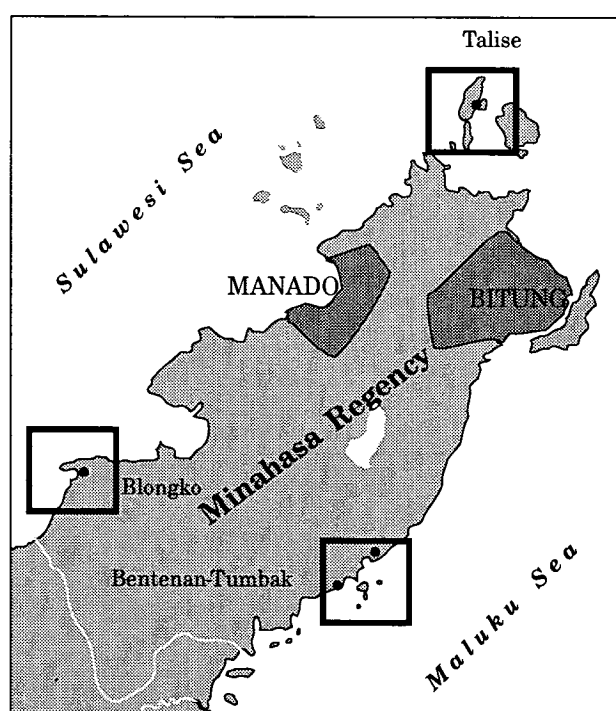 Talise
Sulawesi Sea
MANADO
BITUNG
Minahasa Regency
Blongko
Bentenan-Tumbak
Maluku Sea